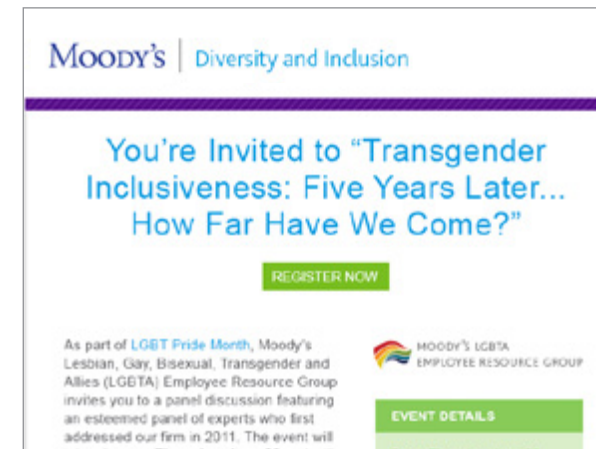 MOODY'S | Diversity and Inclusion
You're Invited to "Transgender
Inclusiveness: Five Years Later...
How Far Have We Come?"
REGISTER NOW
As part of LGBT Pride Month, Moody's
Lesbian, Gay, Bisexual, Transgender and
Allies (LGBTA) Employee Resource Group
invites you to a panel discussion featuring
an esteemed panel of experts who first
addressed our firm in 2011. The event will
MOODY'S LGBTA
EMPLOYEE RESOURCE GROUP
EVENT DETAILS